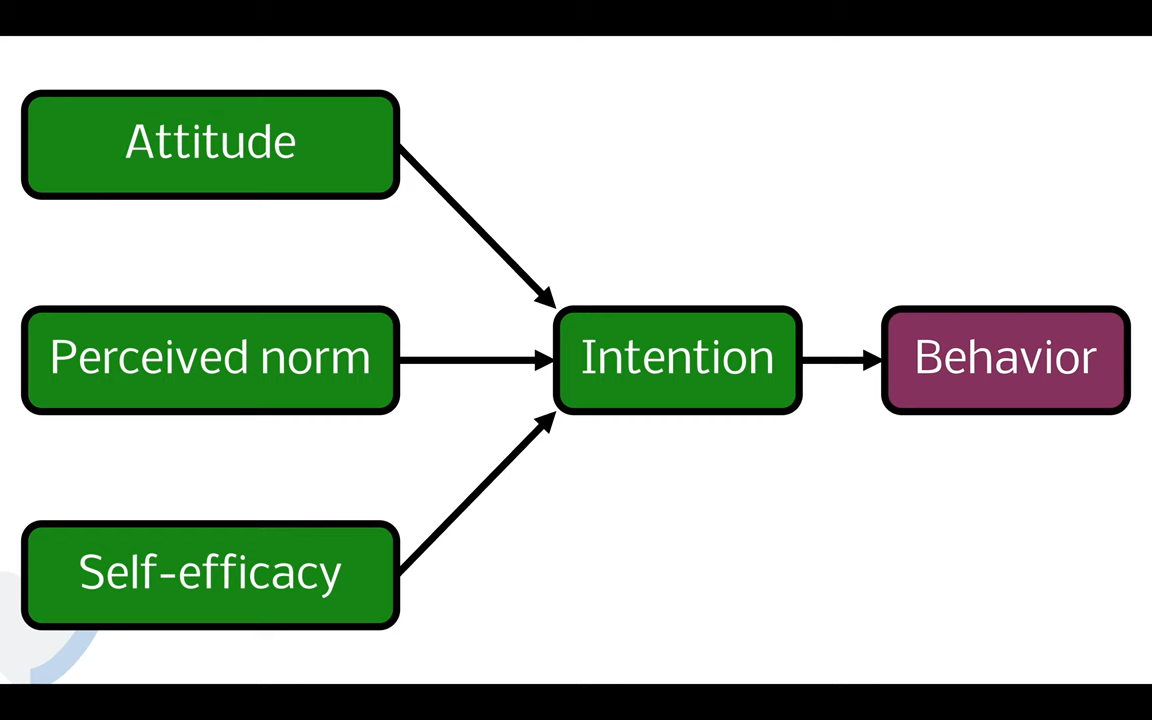 Attitude
Perceived norm
Intention
Behavior
Self-efficacy